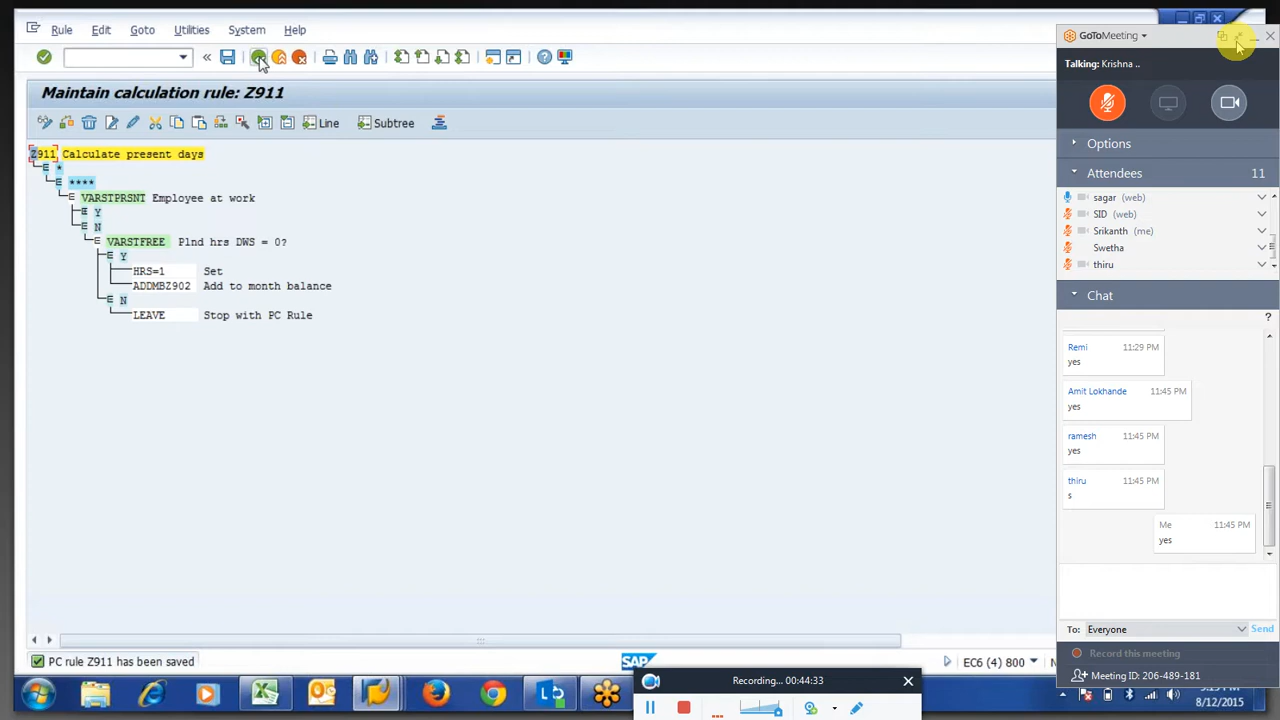 Rule Edit Goto Utilities System Help
Maintain calculation rule: Z911
Line Subtree
Z911 Calculate present days
*
****
VARSTPRSNT Employee at work
Y
N
VARSTFREE Plnd hrs DWS = 0?
Y
HRS=1 Set
ADDMBZ902 Add to month balance
N
LEAVE Stop with PC Rule
PC rule Z911 has been saved
SAP
EC6 (4) 800
GoToMeeting
Talking: Krishna ..
Options
Attendees 11
sagar (web)
SID (web)
Srikanth (me)
Swetha
thiru
Chat
?
Remi 11:29 PM
yes
Amit Lokhande 11:45 PM
yes
ramesh 11:45 PM
yes
thiru 11:45 PM
s
Me 11:45 PM
yes
To: Everyone Send
Record this meeting
Meeting ID: 206-489-181
Recording... 00:44:33
8/12/2015